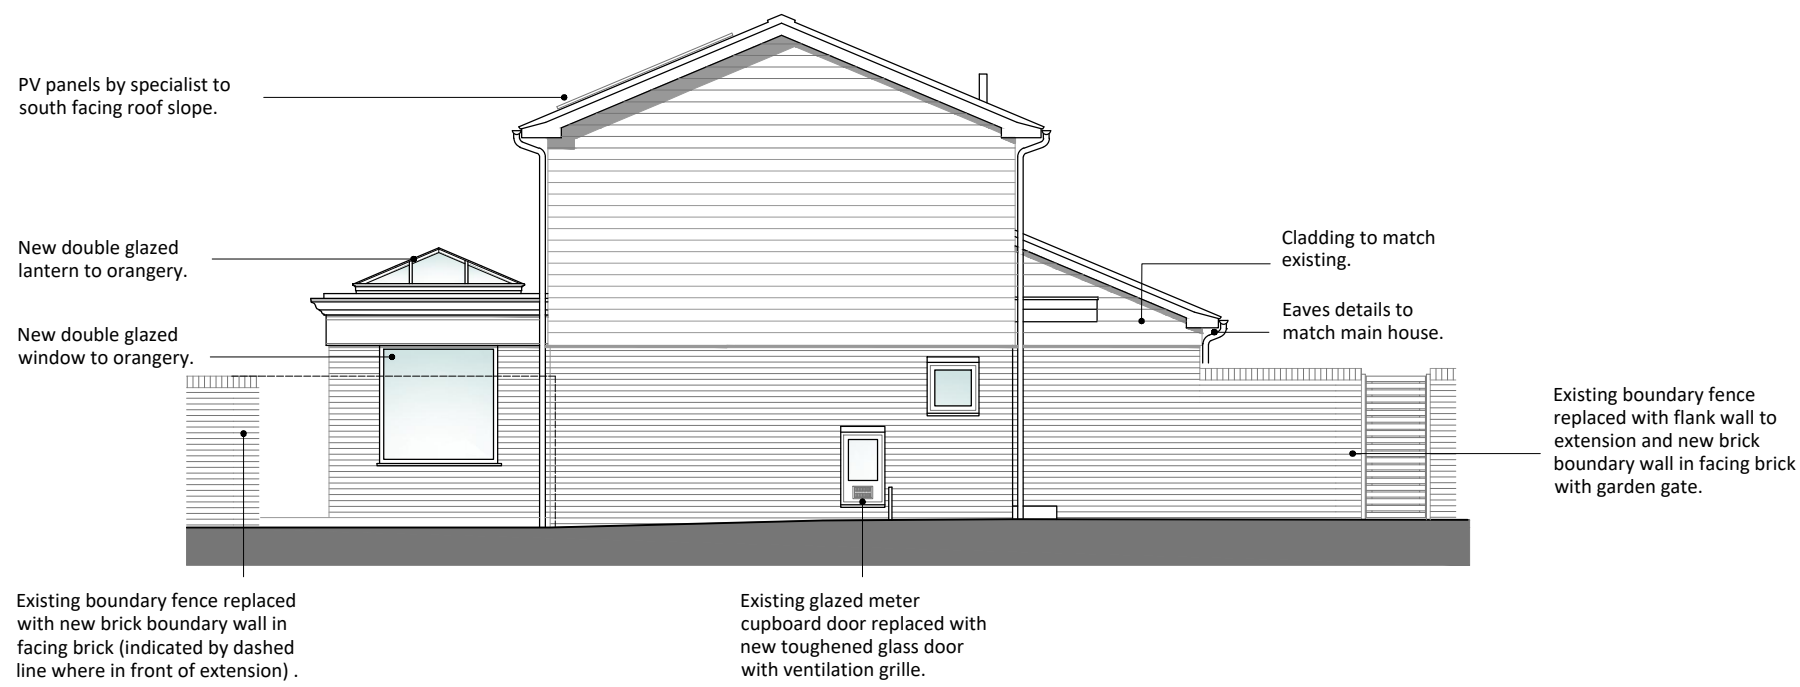 PV panels by specialist to
south facing roof slope.
New double glazed
lantern to orangery.
New double glazed
window to orangery.
Cladding to match
existing.
Eaves details to
match main house.
Existing boundary fence
replaced with flank wall to
extension and new brick
boundary wall in facing brick
with garden gate.
Existing boundary fence replaced
with new brick boundary wall in
facing brick (indicated by dashed
line where in front of extension) .
Existing glazed meter
cupboard door replaced with
new toughened glass door
with ventilation grille.